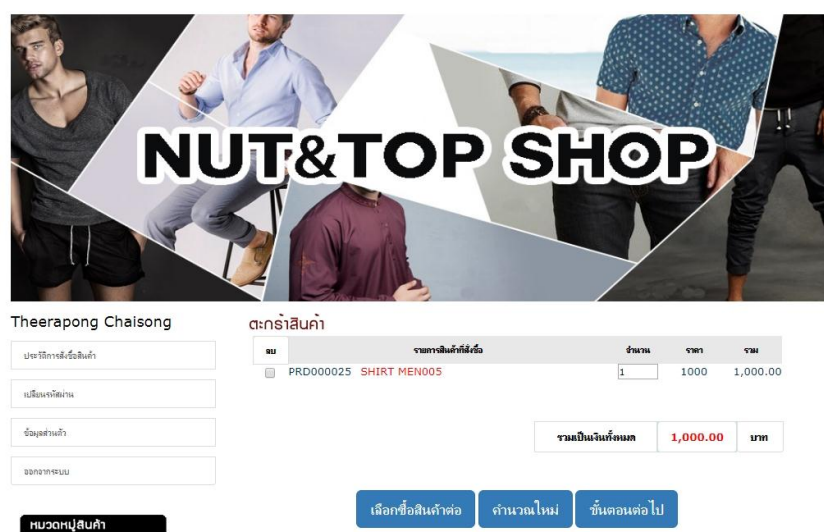 NUT&TOP SHOP
Theerapong Chaisong
ประวัติการสั่งซื้อสินค้า
เปลี่ยนรหัสผ่าน
ข้อมูลส่วนตัว
ออกจากระบบ
หมวดหมู่สินค้า
ตะกร้าสินค้า
ลบ รายการสินค้าที่สั่งซื้อ จำนวน ราคา รวม
PRD000025 SHIRT MEN005 1 1000 1,000.00
รวมเป็นเงินทั้งหมด 1,000.00 บาท
เลือกซื้อสินค้าต่อ คำนวณใหม่ ขั้นตอนต่อไป